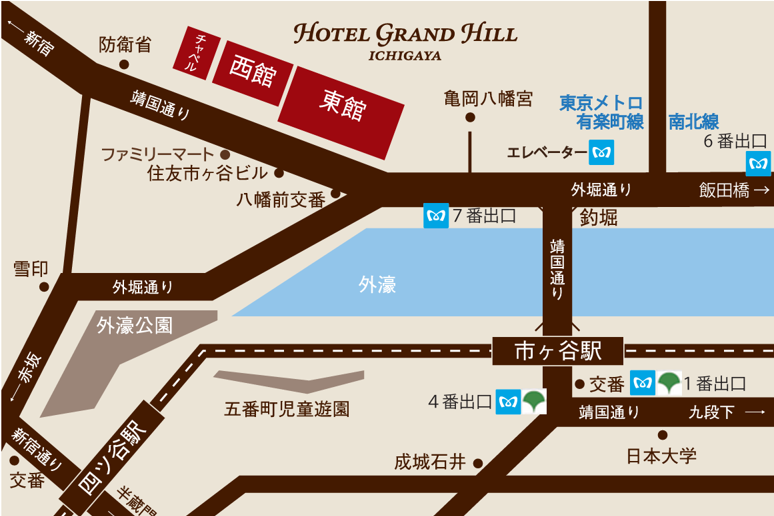 HOTEL GRAND HILL
ICHIGAYA
←新宿
防衛省
チャペル
西館
東館
靖国通り
亀岡八幡宮
東京メトロ
有楽町線
南北線
6番出口
エレベーター
ファミリーマート
住友市ヶ谷ビル
八幡前交番
外堀通り
飯田橋→
7番出口
釣堀
靖国通り
雪印
外堀通り
外濠
外濠公園
市ヶ谷駅
←赤坂
五番町児童遊園
4番出口
交番
1番出口
靖国通り
九段下→
新宿通り
四ツ谷駅
成城石井
日本大学
交番
半蔵門